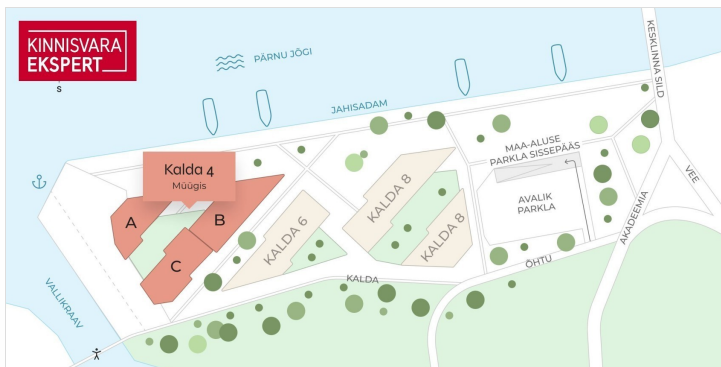 KINNISVARA
EKSPERT
S
PÄRNU JÕGI
KESKLINNA SILD
JAHISADAM
MAA-ALUSE
PARKLA SISSEPÄÄS
Kalda 4
Müügis
VEE
AVALIK
PARKLA
AKADEEMIA
A
B
C
KALDA 8
KALDA 8
KALDA 6
ÕHTU
KALDA
VALLIKRAAV